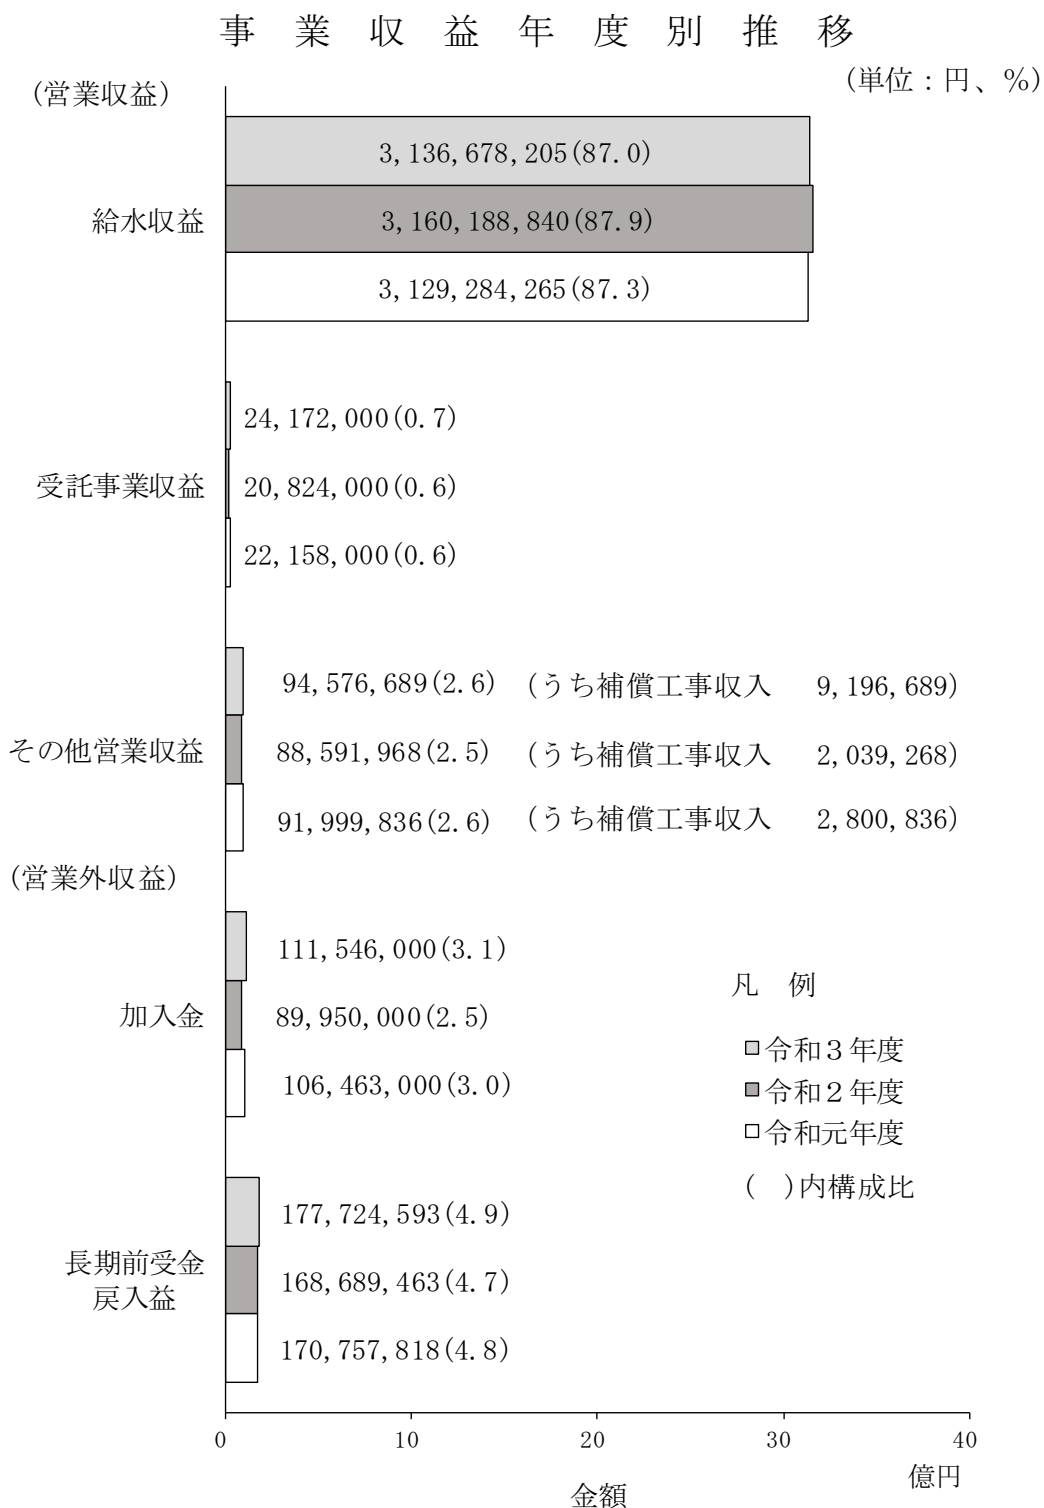 事業収益年度別推移
(単位：円、%)
(営業収益)
3,136,678,205(87.0)
給水収益
3,160,188,840(87.9)
3,129,284,265(87.3)
24,172,000(0.7)
受託事業収益
20,824,000(0.6)
22,158,000(0.6)
94,576,689(2.6) (うち補償工事収入 9,196,689)
その他営業収益
88,591,968(2.5) (うち補償工事収入 2,039,268)
91,999,836(2.6) (うち補償工事収入 2,800,836)
(営業外収益)
111,546,000(3.1)
加入金
89,950,000(2.5)
106,463,000(3.0)
凡 例
令和３年度
令和２年度
令和元年度
( )内構成比
177,724,593(4.9)
長期前受金
戻入益
168,689,463(4.7)
170,757,818(4.8)
0 10 20 30 40
億円
金額